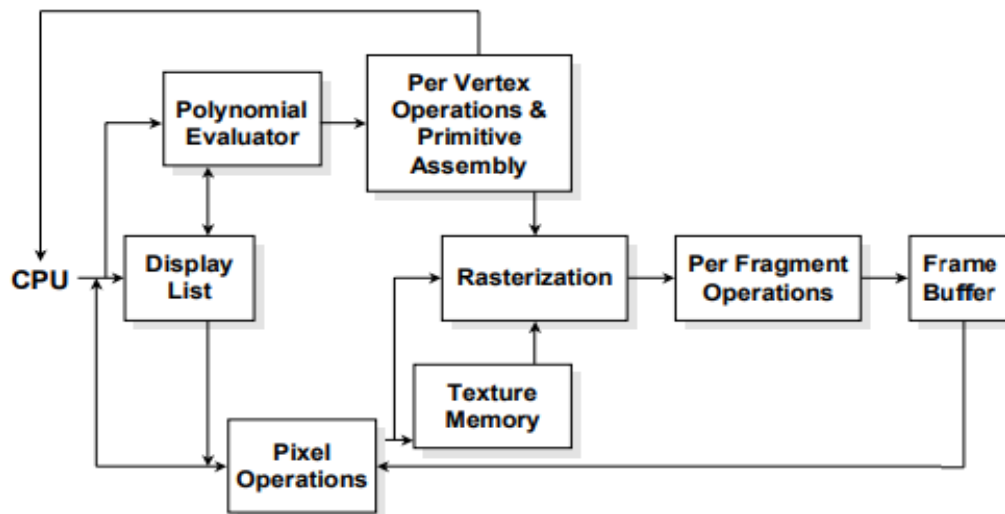 Polynomial
Evaluator
Per Vertex
Operations &
Primitive
Assembly
CPU
Display
List
Rasterization
Per Fragment
Operations
Frame
Buffer
Texture
Memory
Pixel
Operations